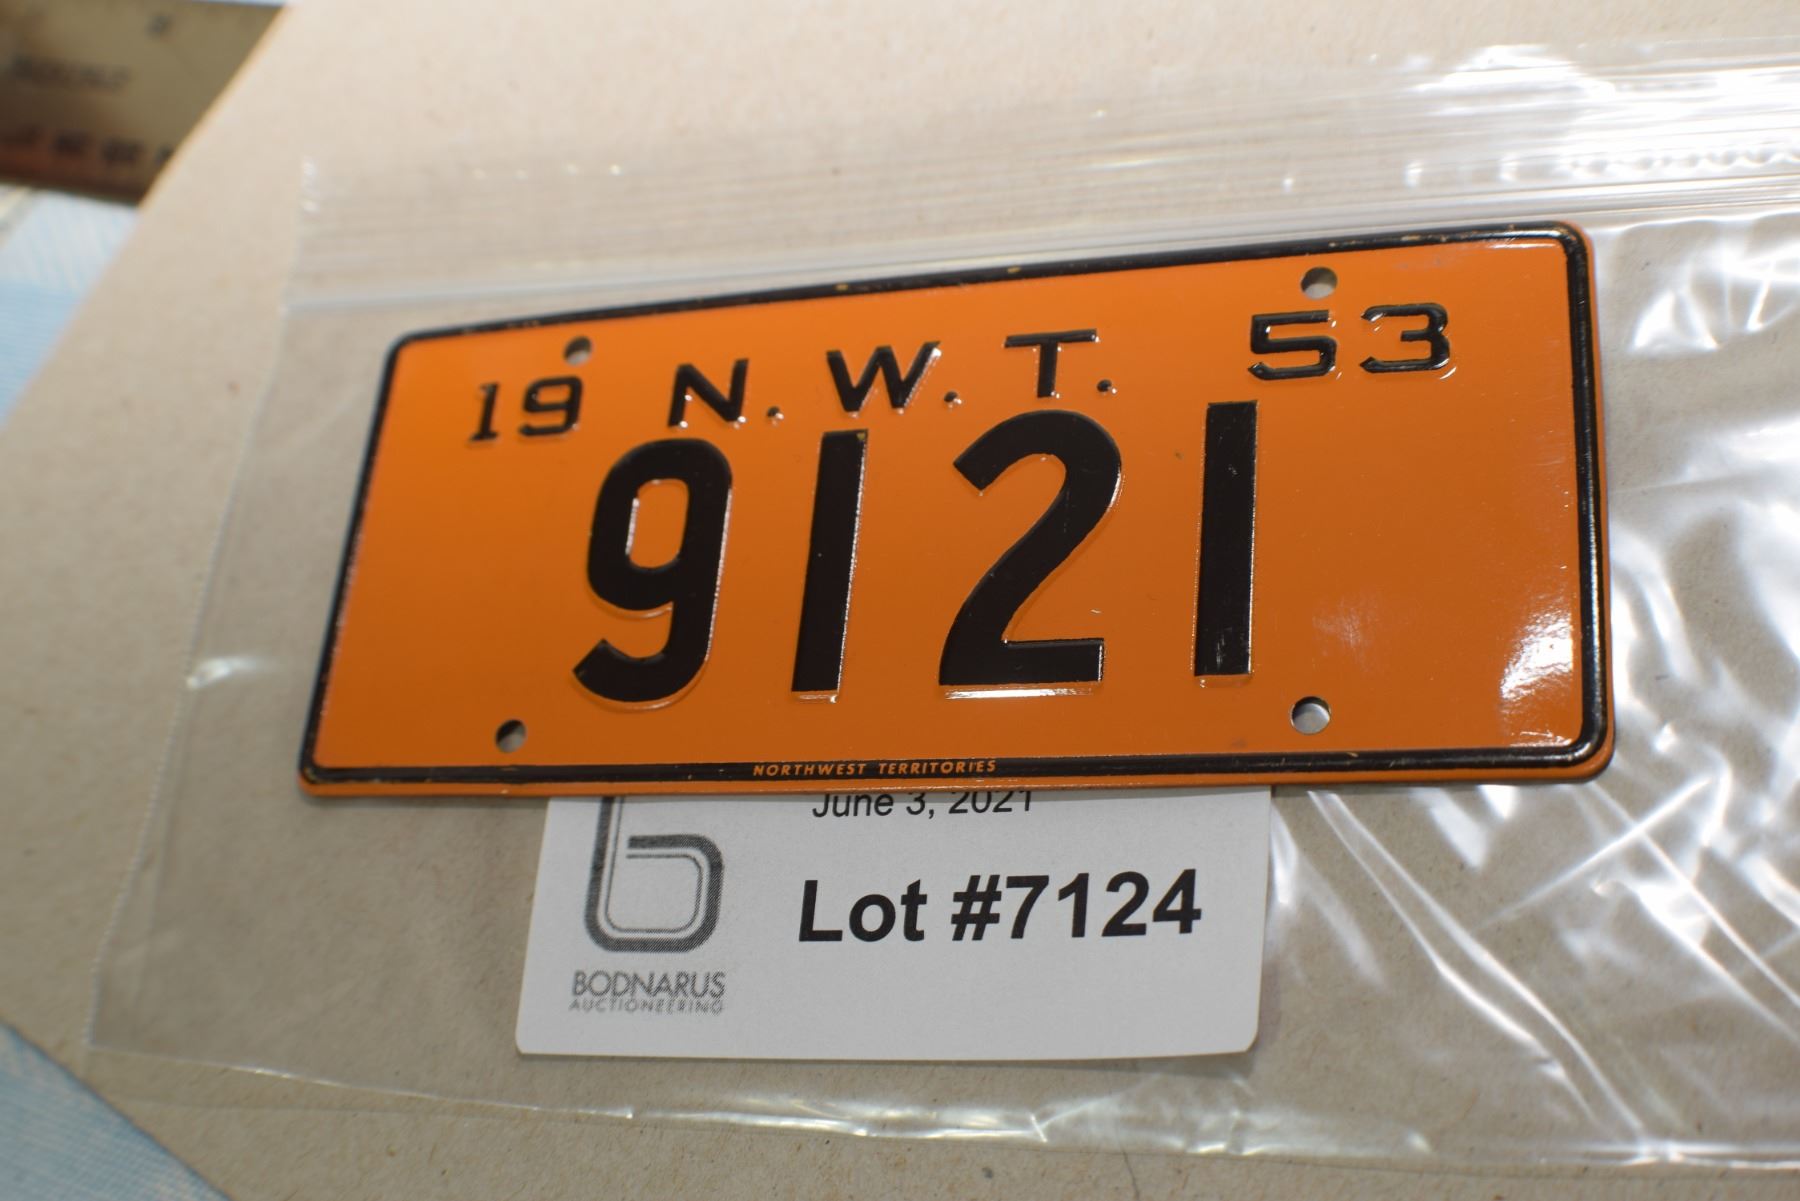 19 N.W.T. 53
9121
NORTHWEST TERRITORIES
June 3, 2021
Lot #7124
BODNARUS
AUCTIONEERING